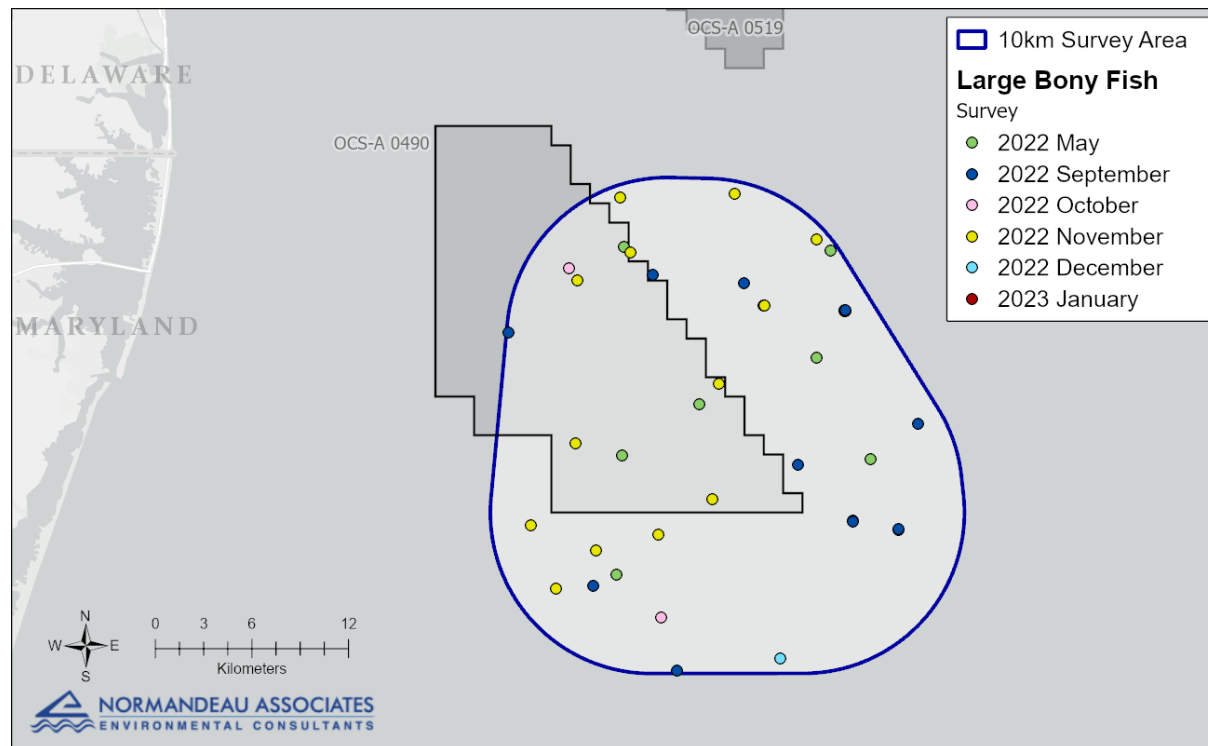 OCS-A 0519
DELAWARE
OCS-A 0490
MARYLAND
10km Survey Area
Large Bony Fish
Survey
2022 May
2022 September
2022 October
2022 November
2022 December
2023 January
N
W E
S
0 3 6 12
Kilometers
NORMANDEAU ASSOCIATES
ENVIRONMENTAL CONSULTANTS